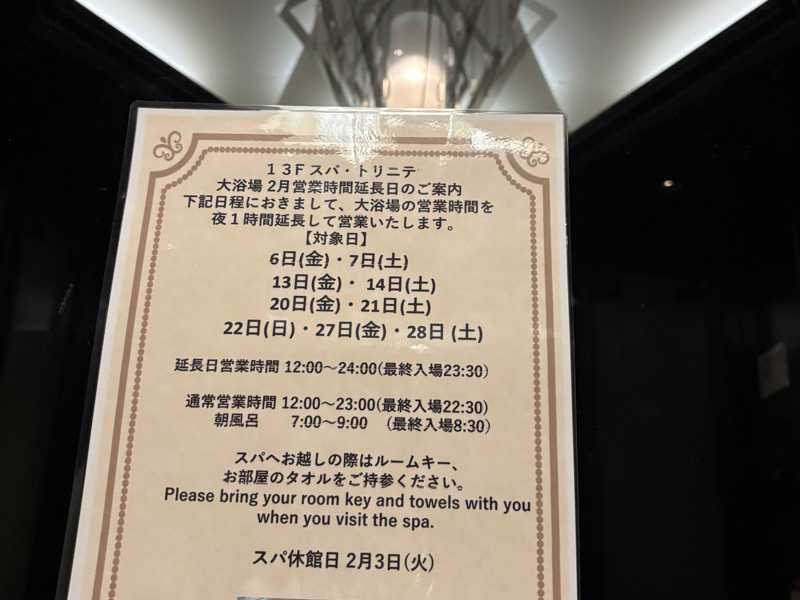 13F スパ・トリニテ
大浴場 2月営業時間延長日のご案内
下記日程におきまして、大浴場の営業時間を
夜1時間延長して営業いたします。
【対象日】
6日(金)・7日(土)
13日(金)・ 14日(土)
20日(金)・21日(土)
22日(日)・27日(金)・28日 (土)
延長日営業時間 12:00～24:00(最終入場23:30)
通常営業時間 12:00～23:00(最終入場22:30)
朝風呂 7:00～9:00 (最終入場8:30)
スパへお越しの際はルームキー、
お部屋のタオルをご持参ください。
Please bring your room key and towels with you
when you visit the spa.
スパ休館日 2月3日(火)